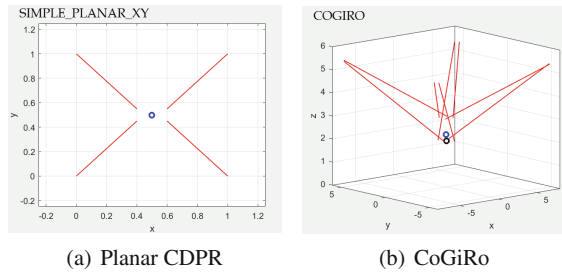 SIMPLE_PLANAR_XY
1.2
1
0.8
0.6
0.4
0.2
0
-0.2
y
-0.2 0 0.2 0.4 0.6 0.8 1 1.2
x
(a) Planar CDPR
COGIRO
6
5
4
3
2
1
0
z
5 0 -5
y
-5 0 5
x
(b) CoGiRo